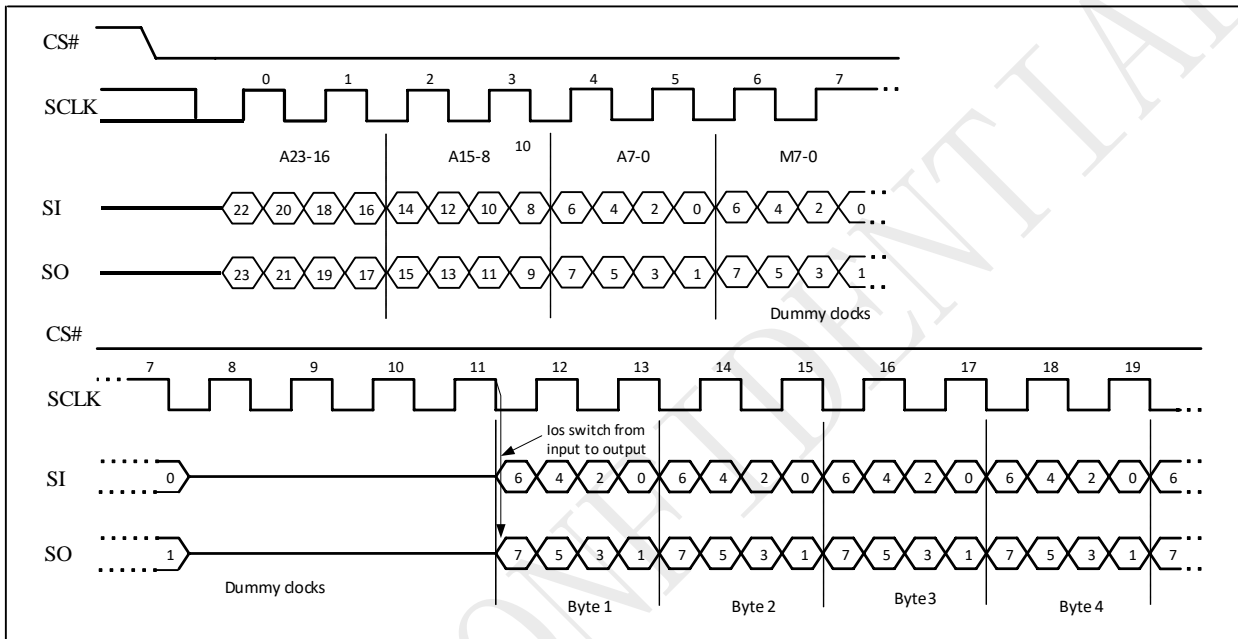 CS#
0 1 2 3 4 5 6 7
SCLK
A23-16 A15-8 10 A7-0 M7-0
SI 22 20 18 16 14 12 10 8 6 4 2 0 6 4 2 0
SO 23 21 19 17 15 13 11 9 7 5 3 1 7 5 3 1
Dummy clocks
CS#
7 8 9 10 11 12 13 14 15 16 17 18 19
SCLK
Ios switch from
input to output
SI 0 6 4 2 0 6 4 2 0 6 4 2 0 6 4 2 0 6
SO 1 7 5 3 1 7 5 3 1 7 5 3 1 7 5 3 1 7
Dummy clocks
Byte 1 Byte 2 Byte3 Byte 4